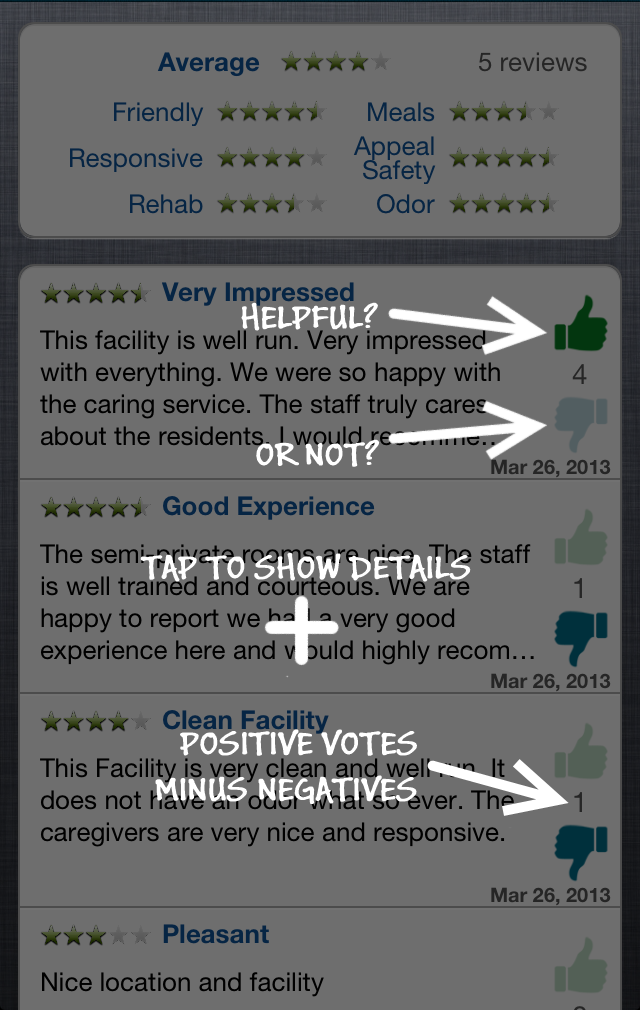 Average 5 reviews
Friendly Meals
Responsive Appeal
Safety
Rehab Odor
Very Impressed
HELPFUL?
This facility is well run. Very impressed
with everything. We were so happy with
4
the caring service. The staff truly cares
about the residents. I would recomme...
OR NOT?
Mar 26, 2013
Good Experience
The semi-private rooms are nice. The staff
TAP TO SHOW DETAILS
is well trained and courteous. We are
1
happy to report we had a very good
experience here and would highly recom...
Mar 26, 2013
Clean Facility
POSITIVE VOTES
This Facility is very clean and well run. It
MINUS NEGATIVES
does not have an odor what so ever. The
1
caregivers are very nice and responsive.
Mar 26, 2013
Pleasant
Nice location and facility